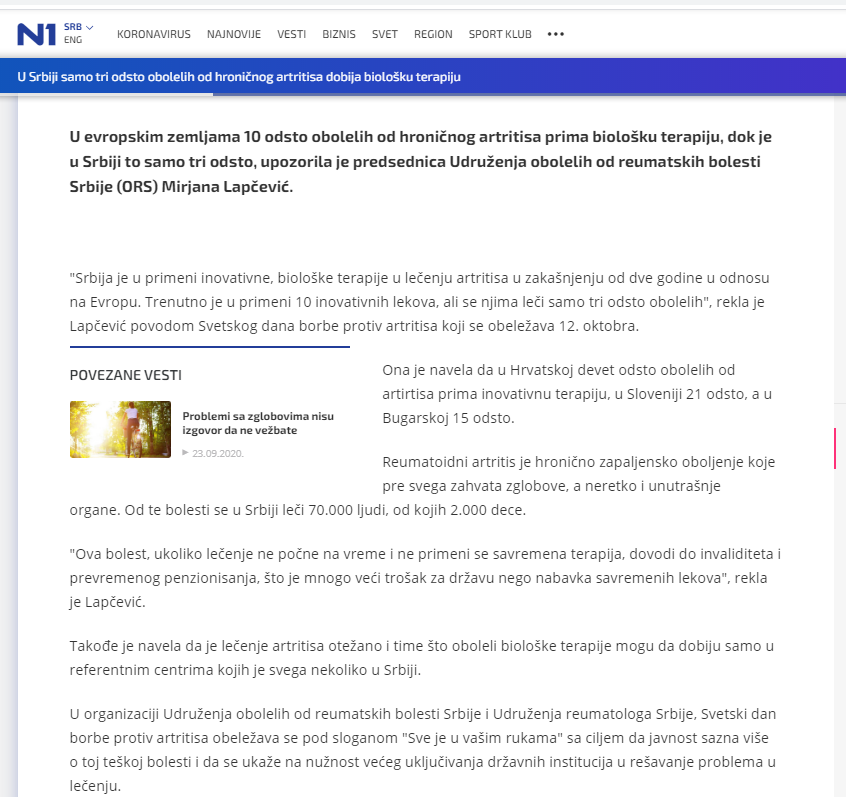 N1
SRB
ENG
KORONAVIRUS NAJNOVIJE VESTI BIZNIS SVET REGION SPORT KLUB •••
U Srbiji samo tri odsto obolelih od hroničnog artritisa dobija biološku terapiju
U evropskim zemljama 10 odsto obolelih od hroničnog artritisa prima biološku terapiju, dok je
u Srbiji to samo tri odsto, upozorila je predsednica Udruženja obolelih od reumatskih bolesti
Srbije (ORS) Mirjana Lapčević.
"Srbija je u primeni inovativne, biološke terapije u lečenju artritisa u zakašnjenju od dve godine u odnosu
na Evropu. Trenutno je u primeni 10 inovativnih lekova, ali se njima leči samo tri odsto obolelih", rekla je
Lapčević povodom Svetskog dana borbe protiv artritisa koji se obeležava 12. oktobra.
POVEZANE VESTI
Problemi sa zglobovima nisu
izgovor da ne vežbate
23.09.2020.
Ona je navela da u Hrvatskoj devet odsto obolelih od
artirtisa prima inovativnu terapiju, u Sloveniji 21 odsto, a u
Bugarskoj 15 odsto.
Reumatoidni artritis je hronično zapaljensko oboljenje koje
pre svega zahvata zglobove, a neretko i unutrašnje
organe. Od te bolesti se u Srbiji leči 70.000 ljudi, od kojih 2.000 dece.
"Ova bolest, ukoliko lečenje ne počne na vreme i ne primeni se savremena terapija, dovodi do invaliditeta i
prevremenog penzionisanja, što je mnogo veći trošak za državu nego nabavka savremenih lekova", rekla
je Lapčević.
Takođe je navela da je lečenje artritisa otežano i time što oboleli biološke terapije mogu da dobiju samo u
referentnim centrima kojih je svega nekoliko u Srbiji.
U organizaciji Udruženja obolelih od reumatskih bolesti Srbije i Udruženja reumatologa Srbije, Svetski dan
borbe protiv artritisa obeležava se pod sloganom "Sve je u vašim rukama" sa ciljem da javnost sazna više
o toj teškoj bolesti i da se ukaže na nužnost većeg uključivanja državnih institucija u rešavanje problema u
lečenju.